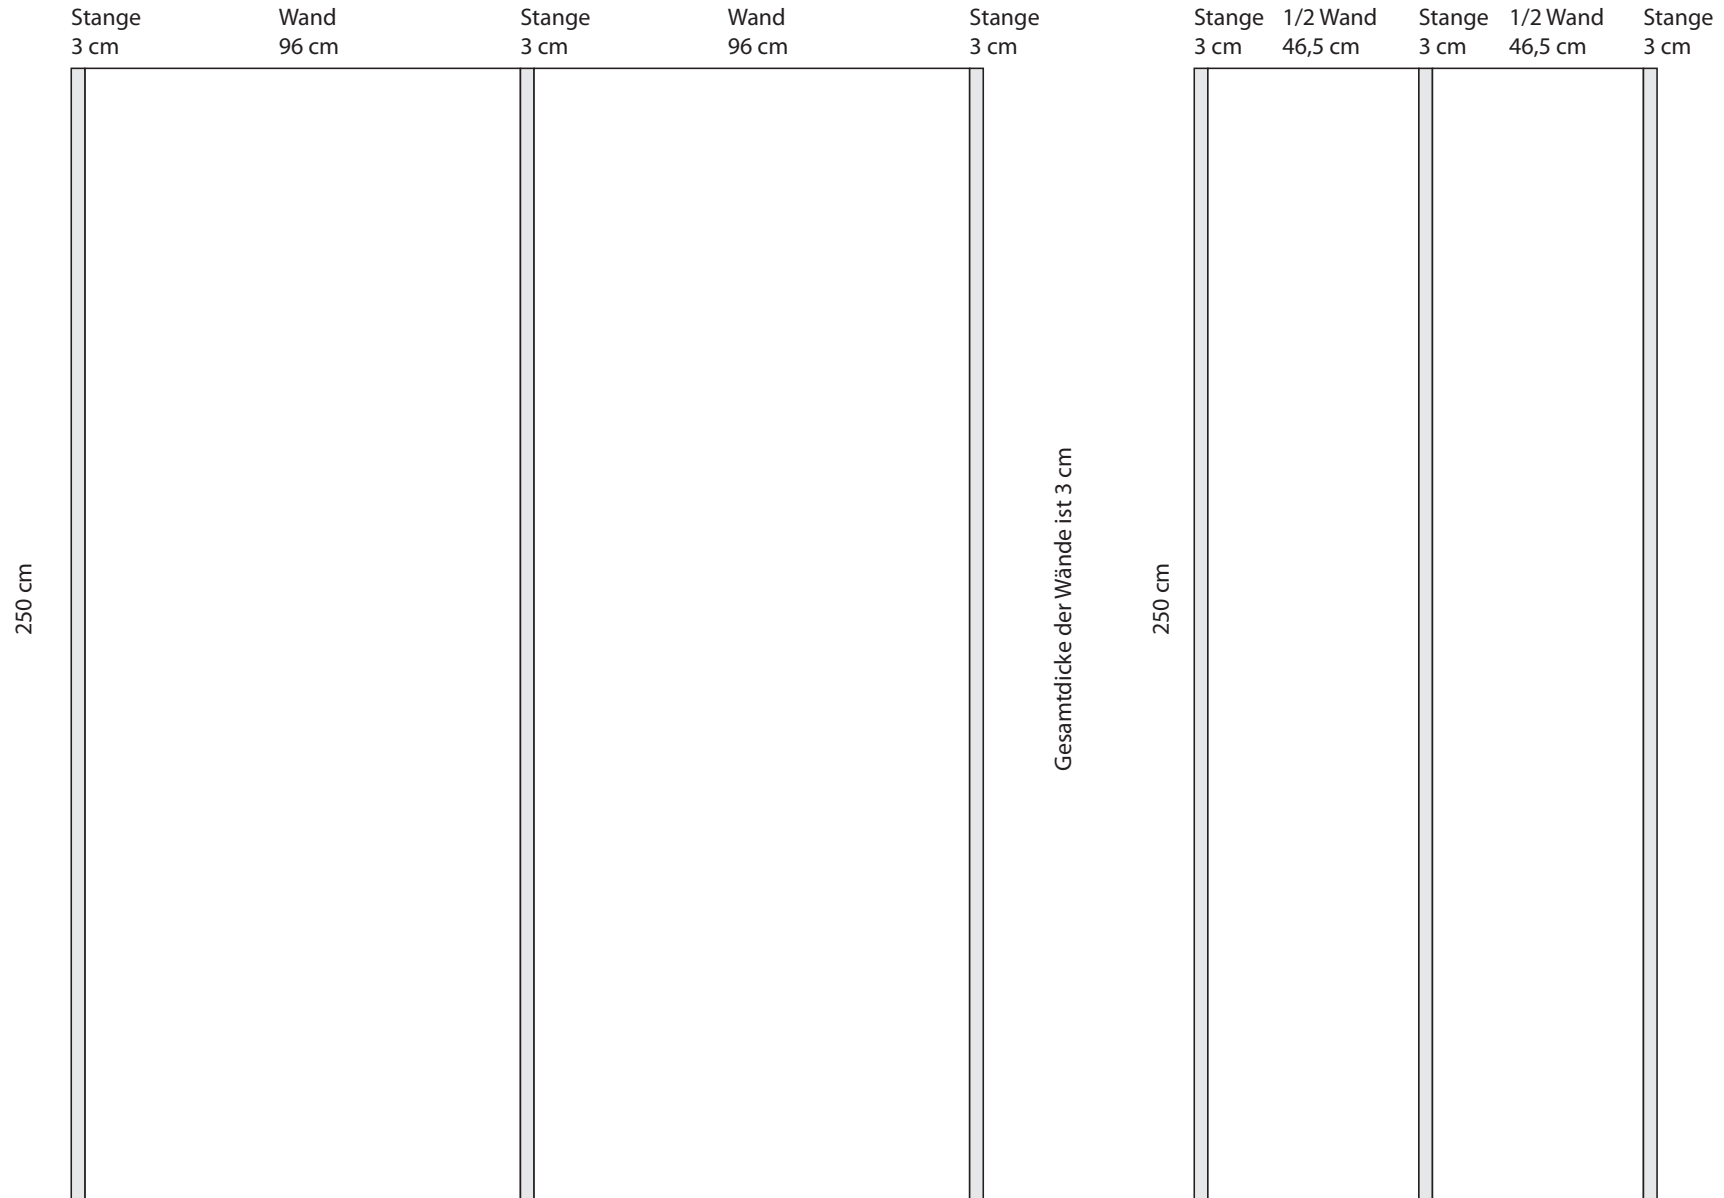 Stange
3 cm
Wand
96 cm
Stange
3 cm
Wand
96 cm
Stange
3 cm
Stange
3 cm
1/2 Wand
46,5 cm
Stange
3 cm
1/2 Wand
46,5 cm
Stange
3 cm
250 cm
Gesamtdicke der Wände ist 3 cm
250 cm